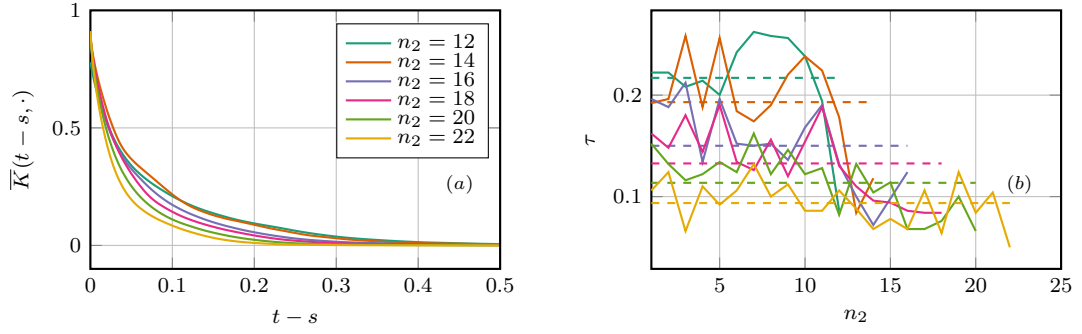 1
0.5
0
0
0.1
0.2
0.3
0.4
0.5
t − s
K̅(t − s, ·)
n₂ = 12
n₂ = 14
n₂ = 16
n₂ = 18
n₂ = 20
n₂ = 22
(a)
0.2
0.1
5
10
15
20
25
n₂
τ
(b)